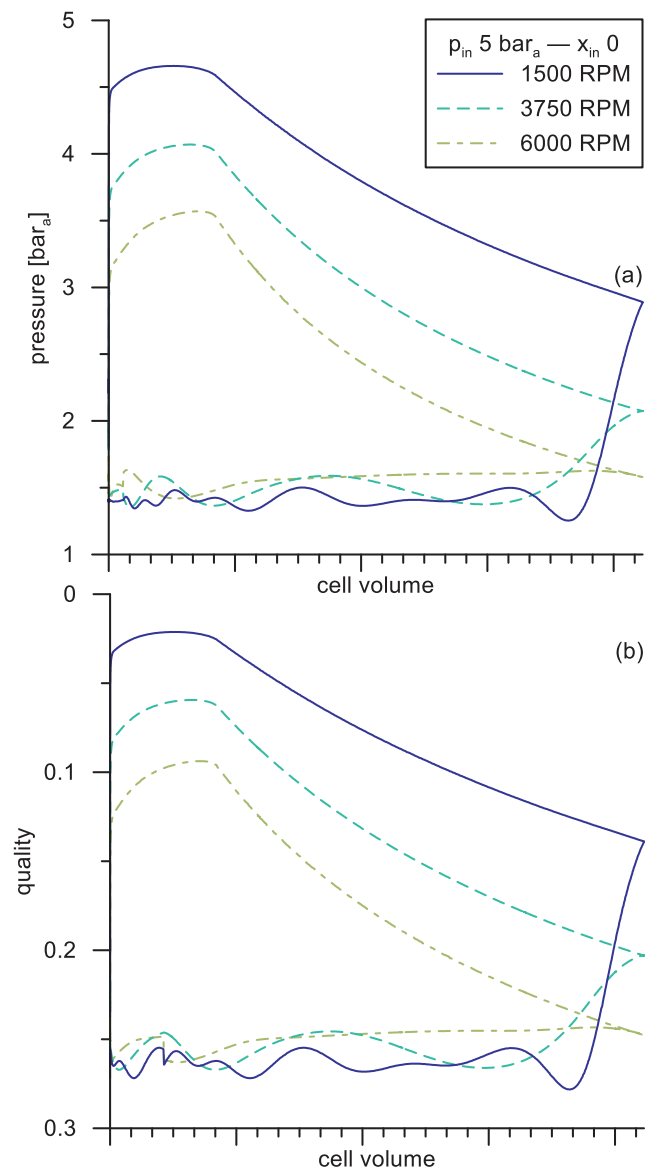 p_in 5 bar_a — x_in 0
1500 RPM
3750 RPM
6000 RPM
5
4
3
2
1
pressure [bar_a]
(a)
cell volume
0
0.1
0.2
0.3
quality
(b)
cell volume